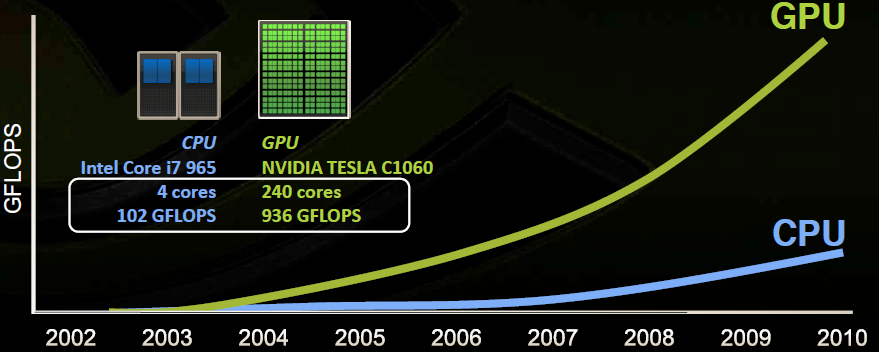 GPU
CPU GPU
Intel Core i7 965 NVIDIA TESLA C1060
4 cores 240 cores
102 GFLOPS 936 GFLOPS
GFLOPS
CPU
2002 2003 2004 2005 2006 2007 2008 2009 2010